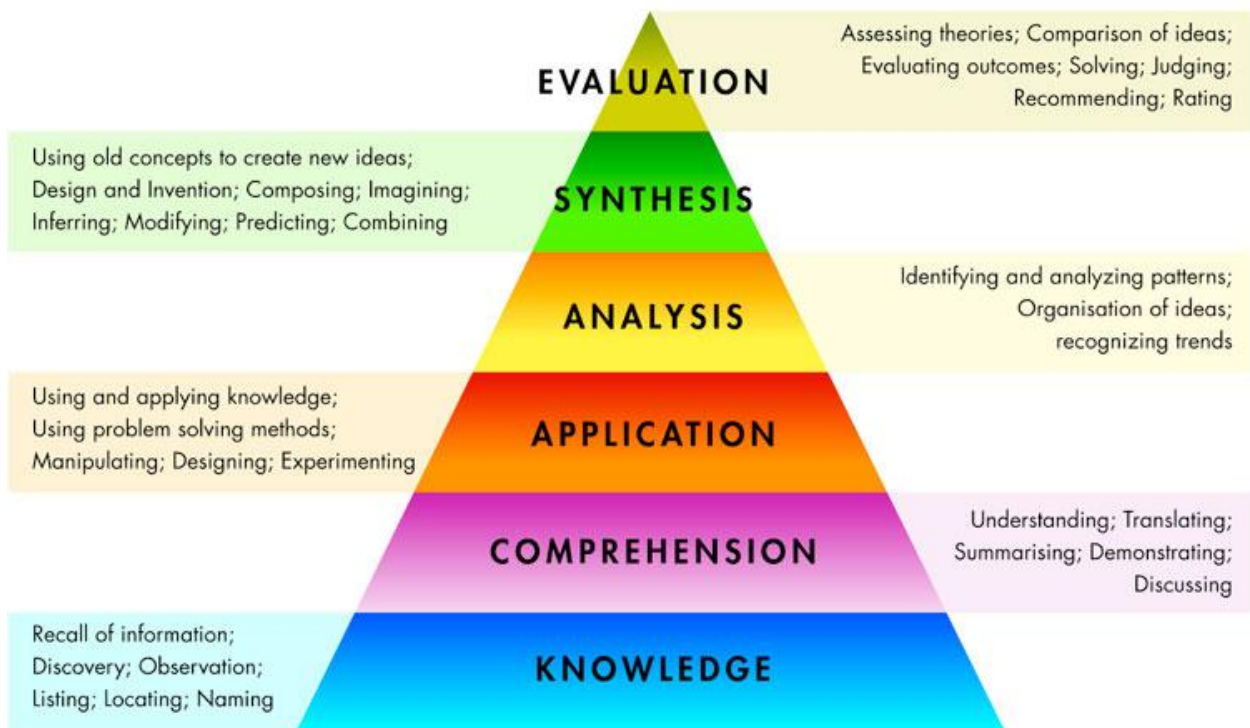 EVALUATION
Assessing theories; Comparison of ideas;
Evaluating outcomes; Solving; Judging;
Recommending; Rating
Using old concepts to create new ideas;
Design and Invention; Composing; Imagining;
Inferring; Modifying; Predicting; Combining
SYNTHESIS
ANALYSIS
Identifying and analyzing patterns;
Organisation of ideas;
recognizing trends
Using and applying knowledge;
Using problem solving methods;
Manipulating; Designing; Experimenting
APPLICATION
COMPREHENSION
Understanding; Translating;
Summarising; Demonstrating;
Discussing
Recall of information;
Discovery; Observation;
Listing; Locating; Naming
KNOWLEDGE